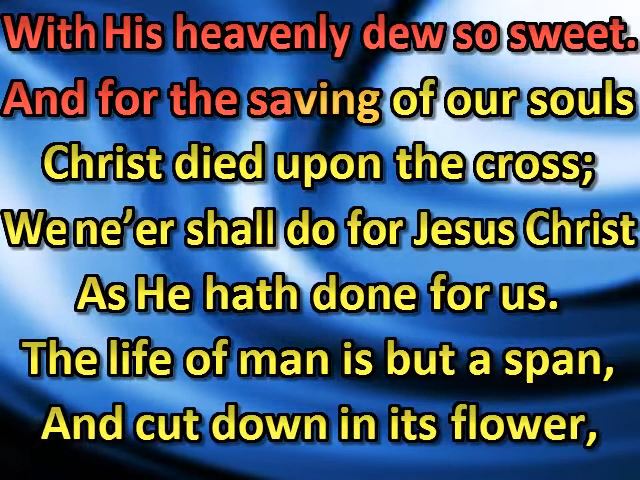 With His heavenly dew so sweet.
And for the saving of our souls
Christ died upon the cross;
We ne’er shall do for Jesus Christ
As He hath done for us.
The life of man is but a span,
And cut down in its flower,